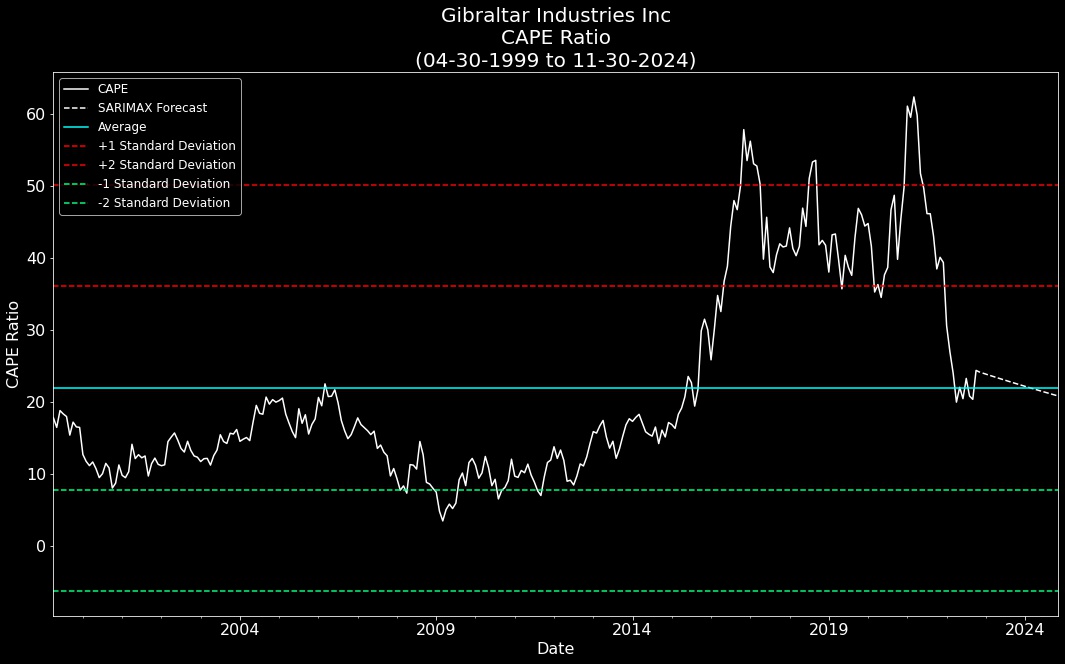 Gibraltar Industries Inc
CAPE Ratio
(04-30-1999 to 11-30-2024)
CAPE
SARIMAX Forecast
Average
+1 Standard Deviation
+2 Standard Deviation
-1 Standard Deviation
-2 Standard Deviation
60
50
40
30
20
10
0
CAPE Ratio
2004
2009
2014
2019
2024
Date